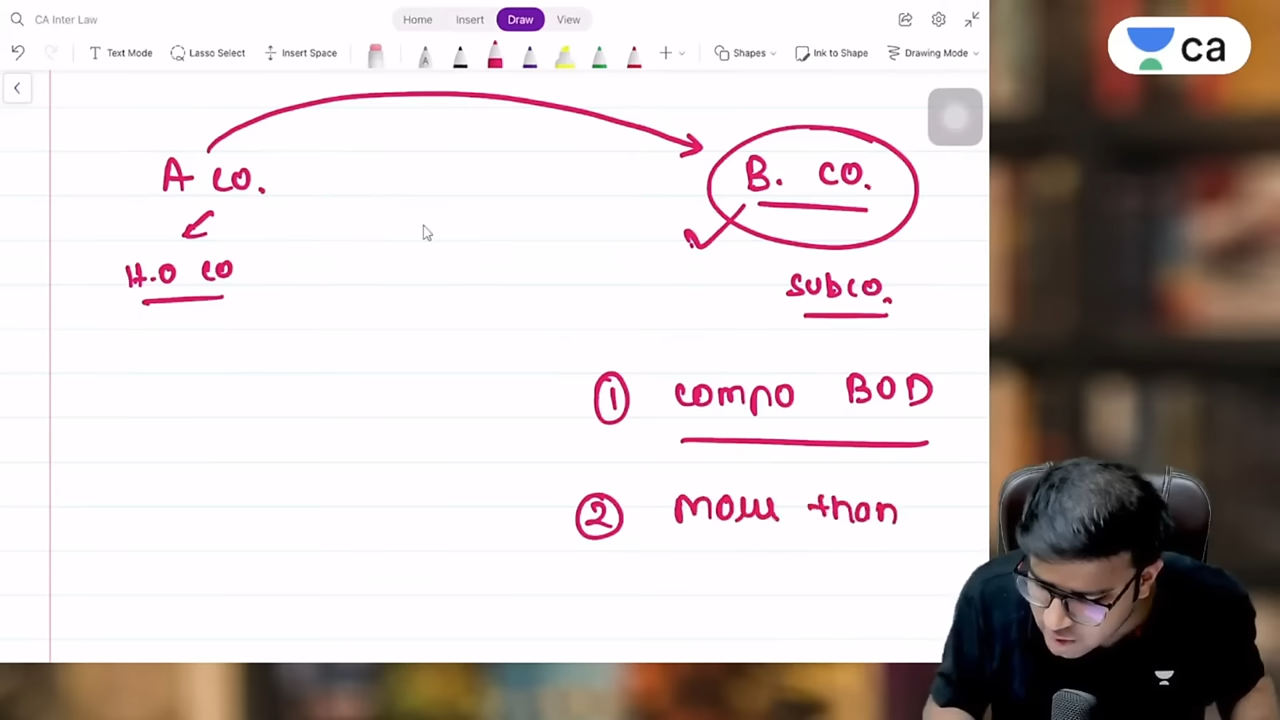 CA Inter Law
Home Insert Draw View
Text Mode Lasso Select Insert Space Shapes Ink to Shape Drawing Mode
ca
A CO.
B. CO.
H.O CO
SUBCO.
1 compo BOD
2 more than